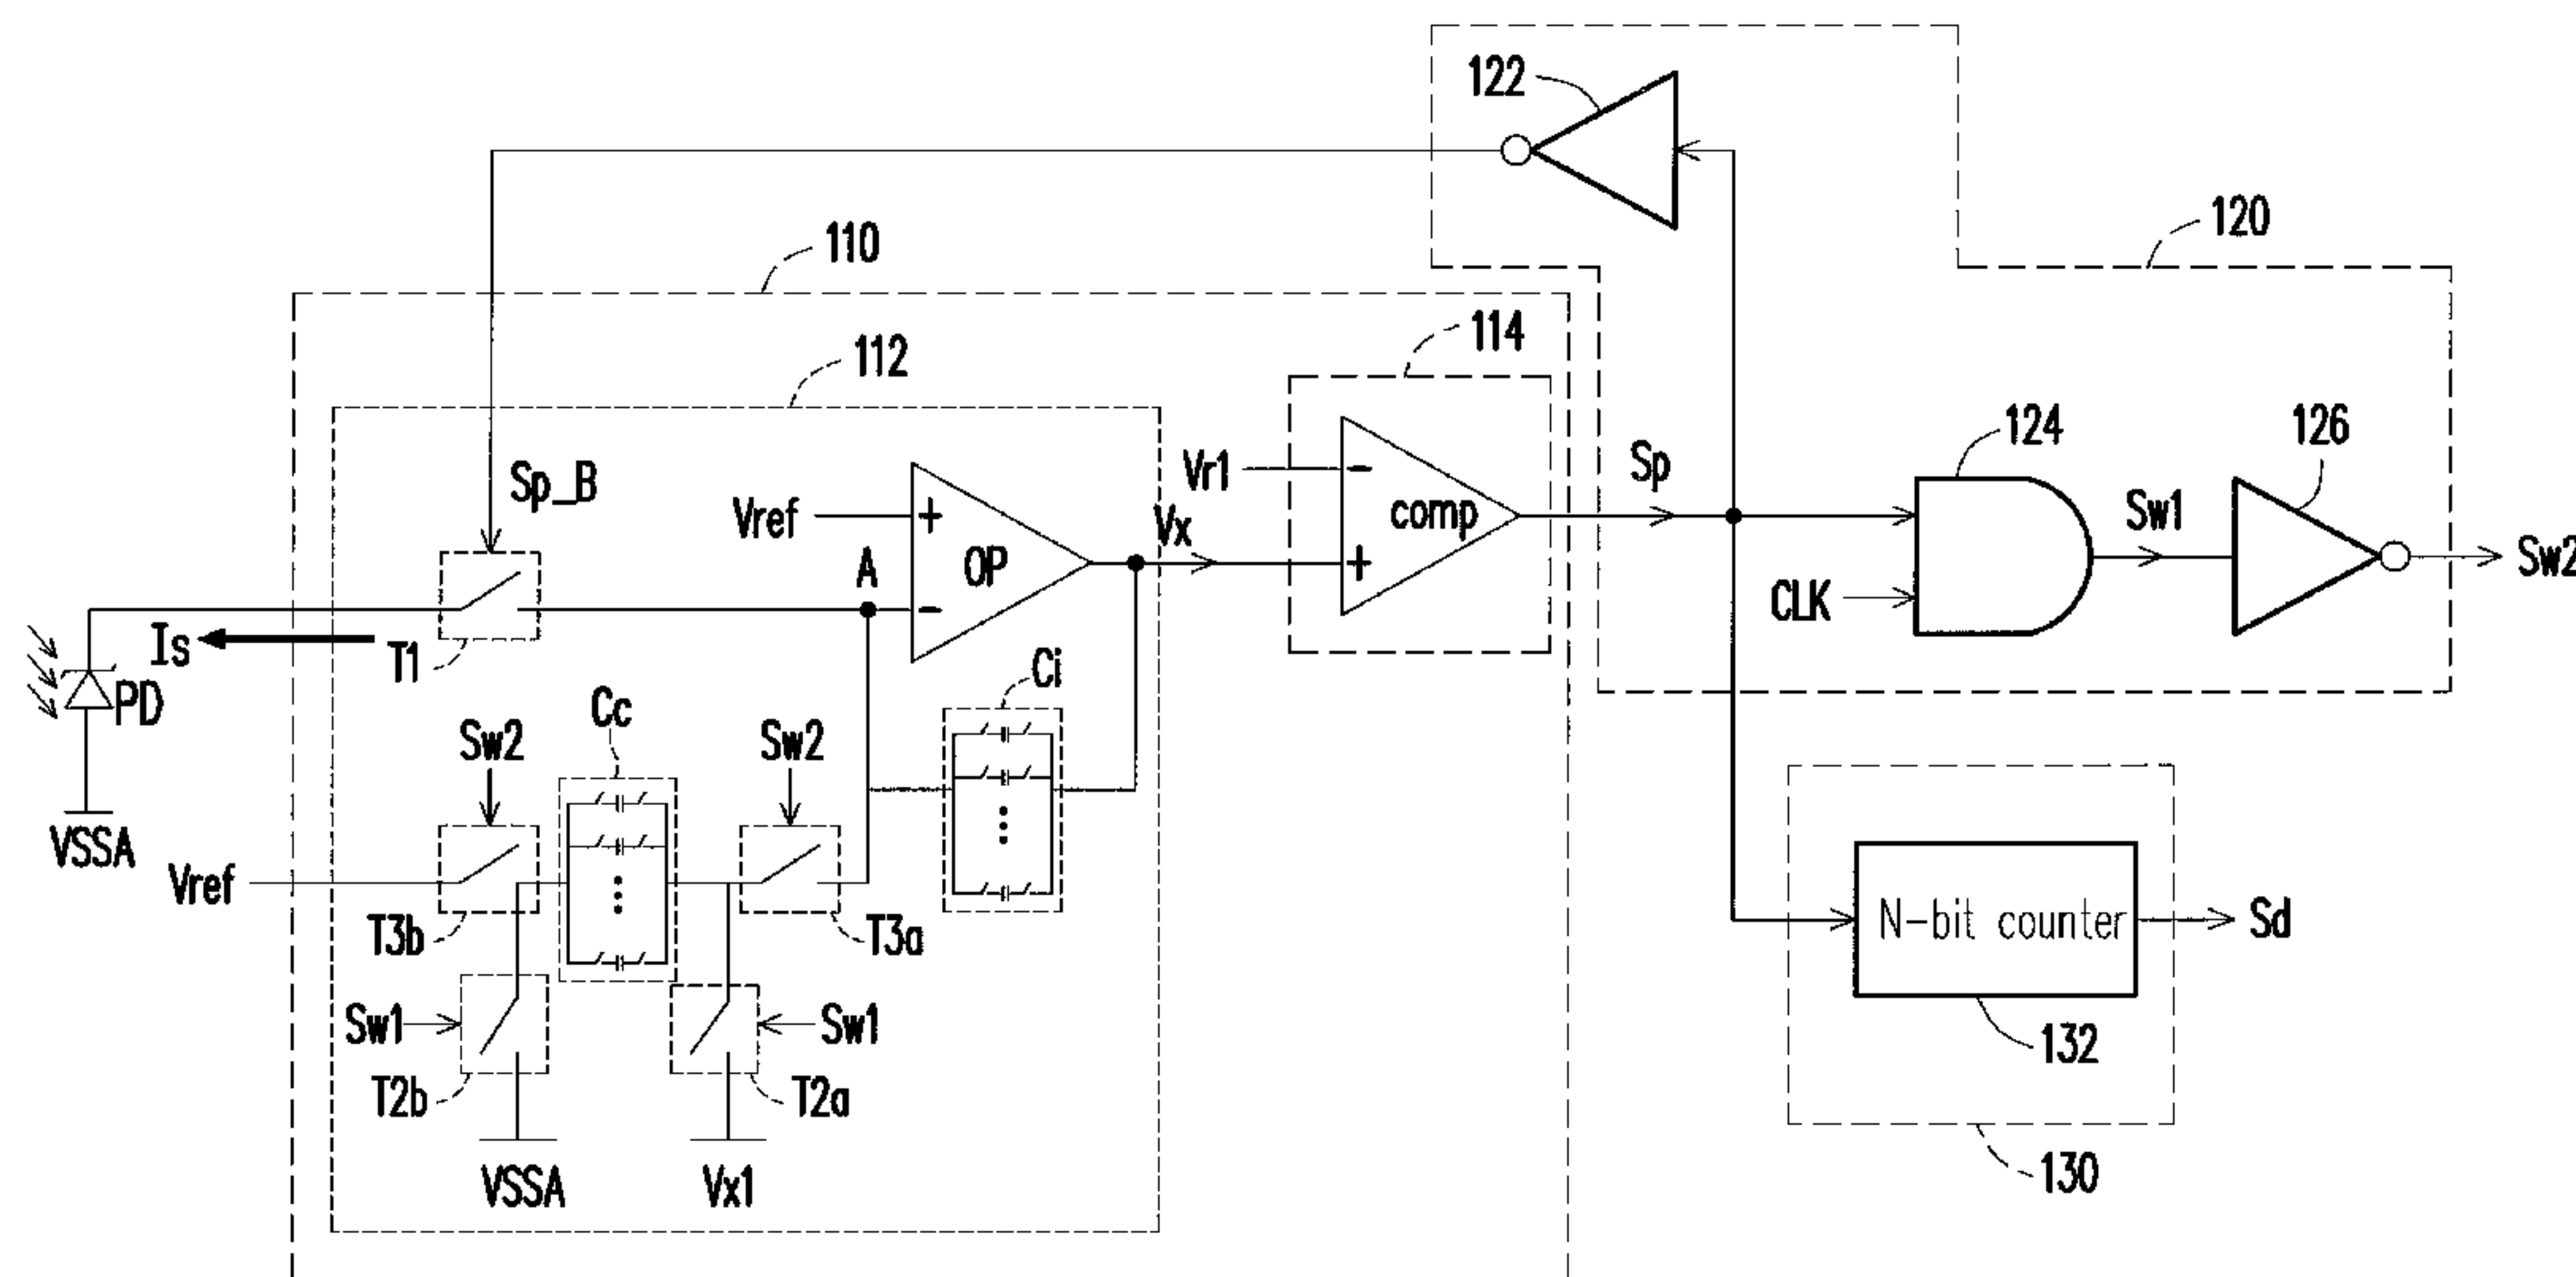 122
120
110
114
112
124
126
Sp_B
Vref
+
OP
-
A
Vx
Vr1
-
comp
+
Sp
CLK
Sw1
Sw2
Is
T1
PD
VSSA
Cc
Ci
Sw2
Sw2
Vref
T3b
T3a
N-bit counter
Sd
Sw1
Sw1
T2b
T2a
132
VSSA
Vx1
130